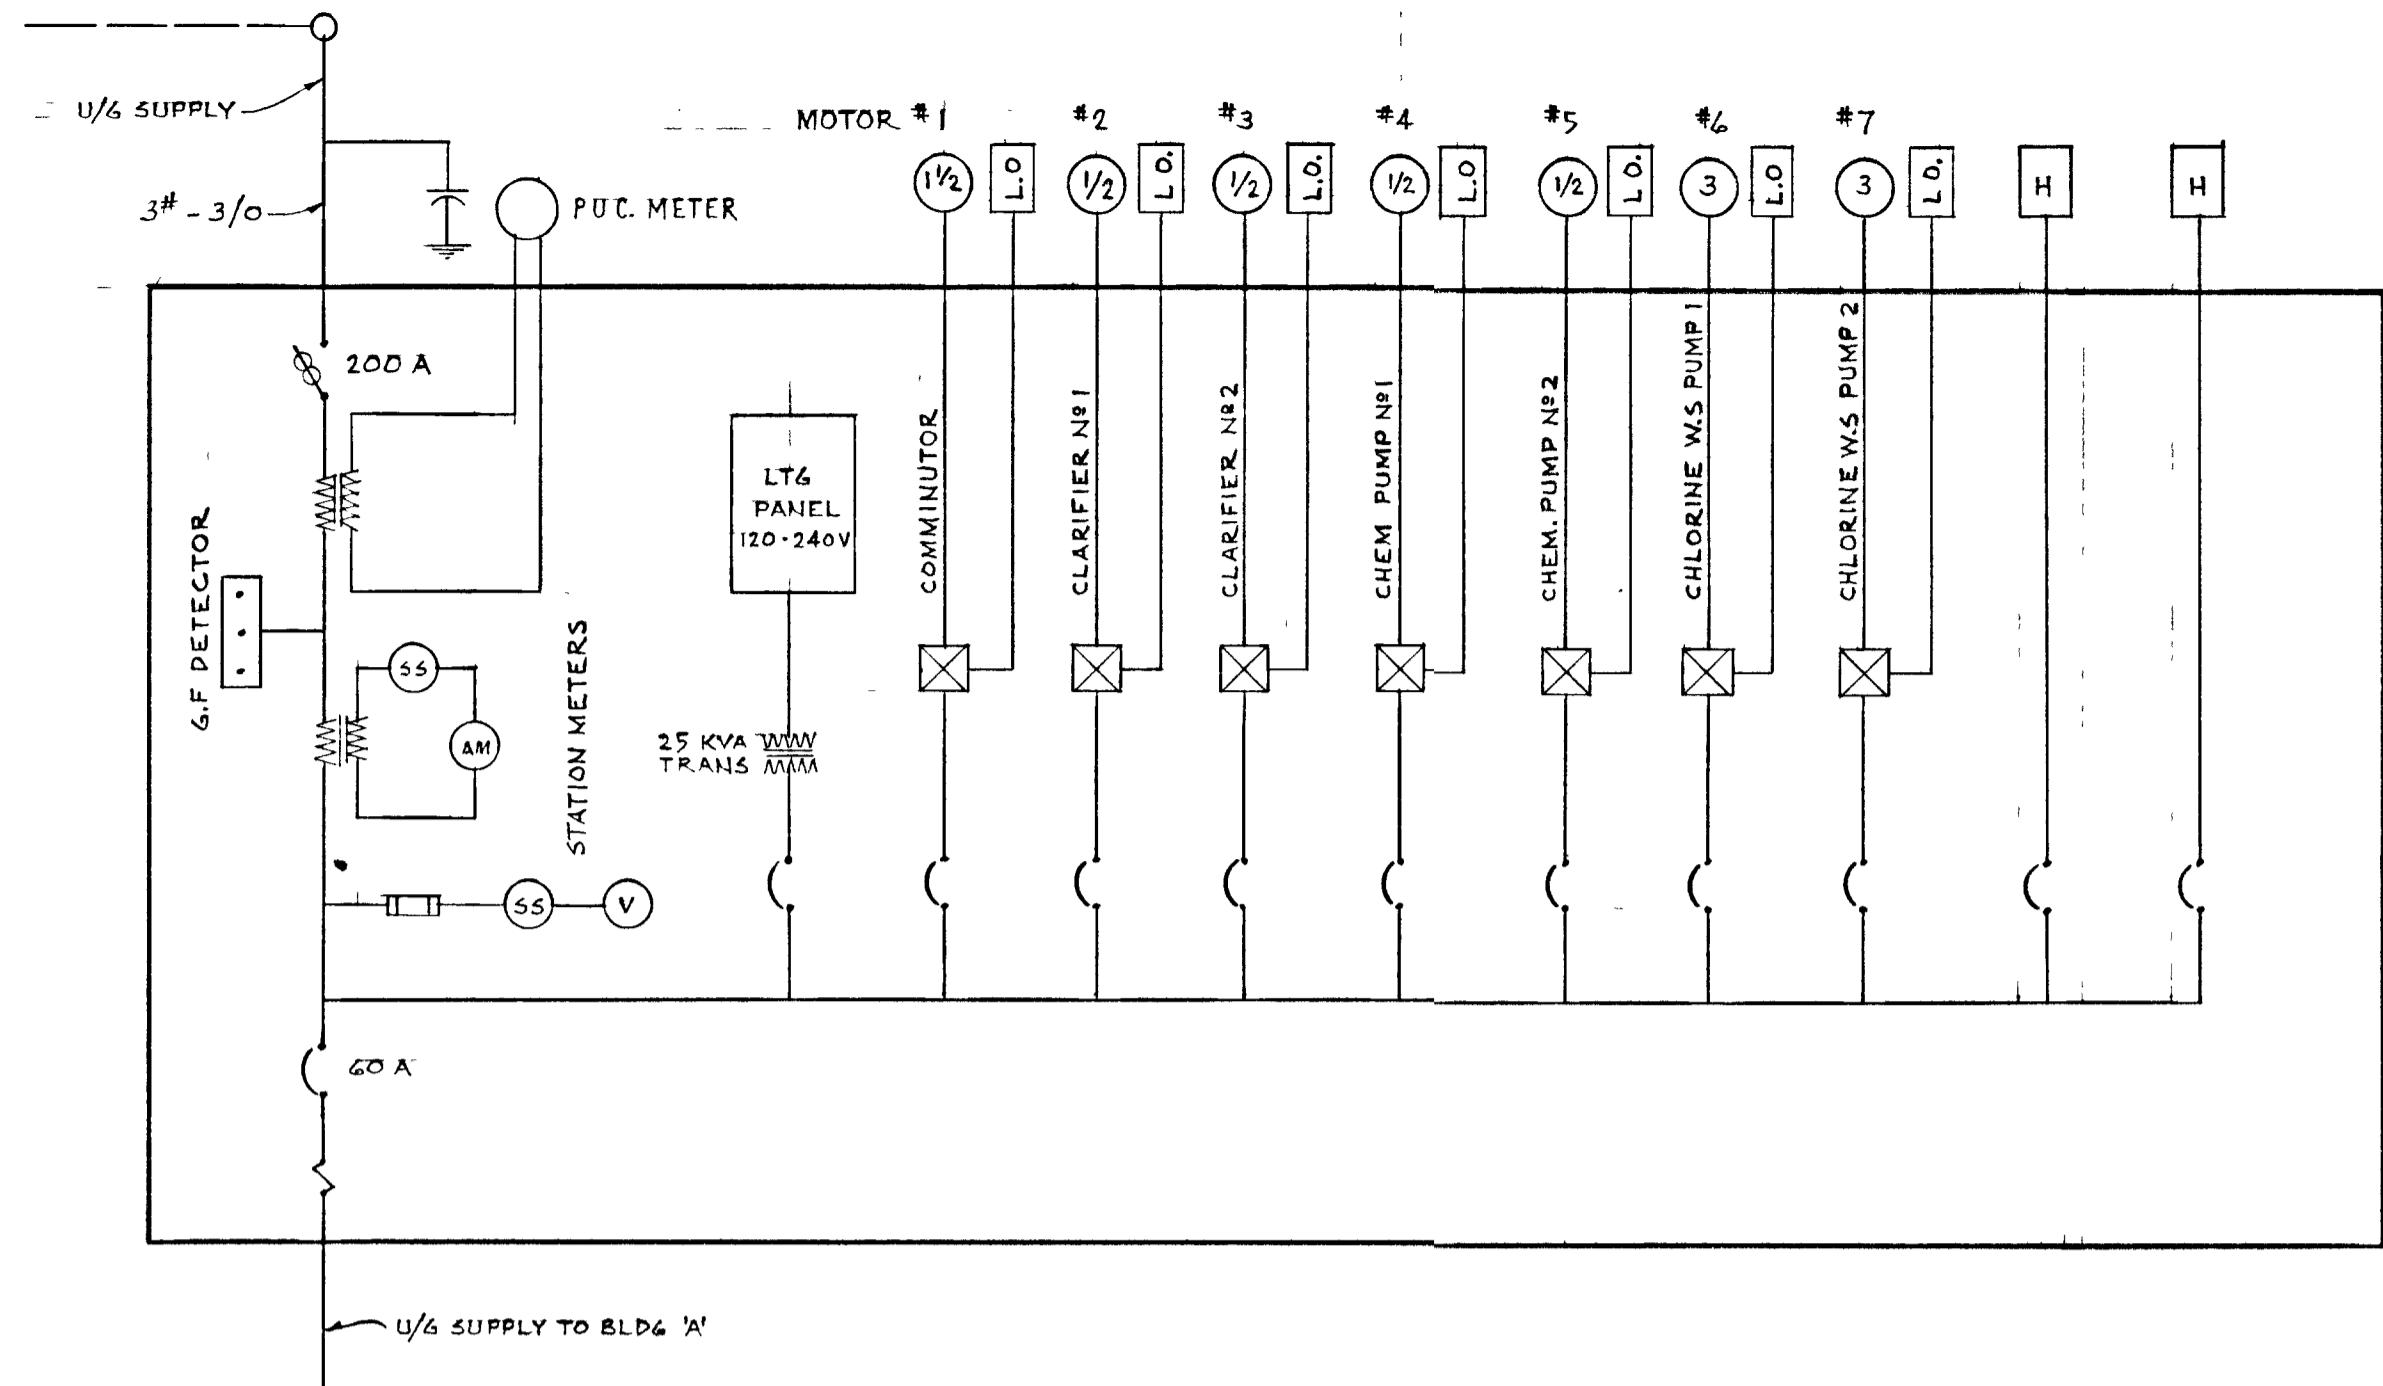 U/G SUPPLY
3# - 3/0
P.U.C. METER
MOTOR #1
#2
#3
#4
#5
#6
#7
1 1/2
L.O
1/2
L.O.
1/2
L.O.
1/2
L.O
1/2
L.O.
3
L.O
3
L.O.
H
H
200 A
G.F DETECTOR
SS
AM
STATION METERS
SS
V
LTG
PANEL
120-240V
25 KVA
TRANS
COMMINUTOR
CLARIFIER Nº1
CLARIFIER Nº2
CHEM PUMP Nº1
CHEM. PUMP Nº2
CHLORINE W.S PUMP 1
CHLORINE W.S PUMP 2
60 A
U/G SUPPLY TO BLDG 'A'